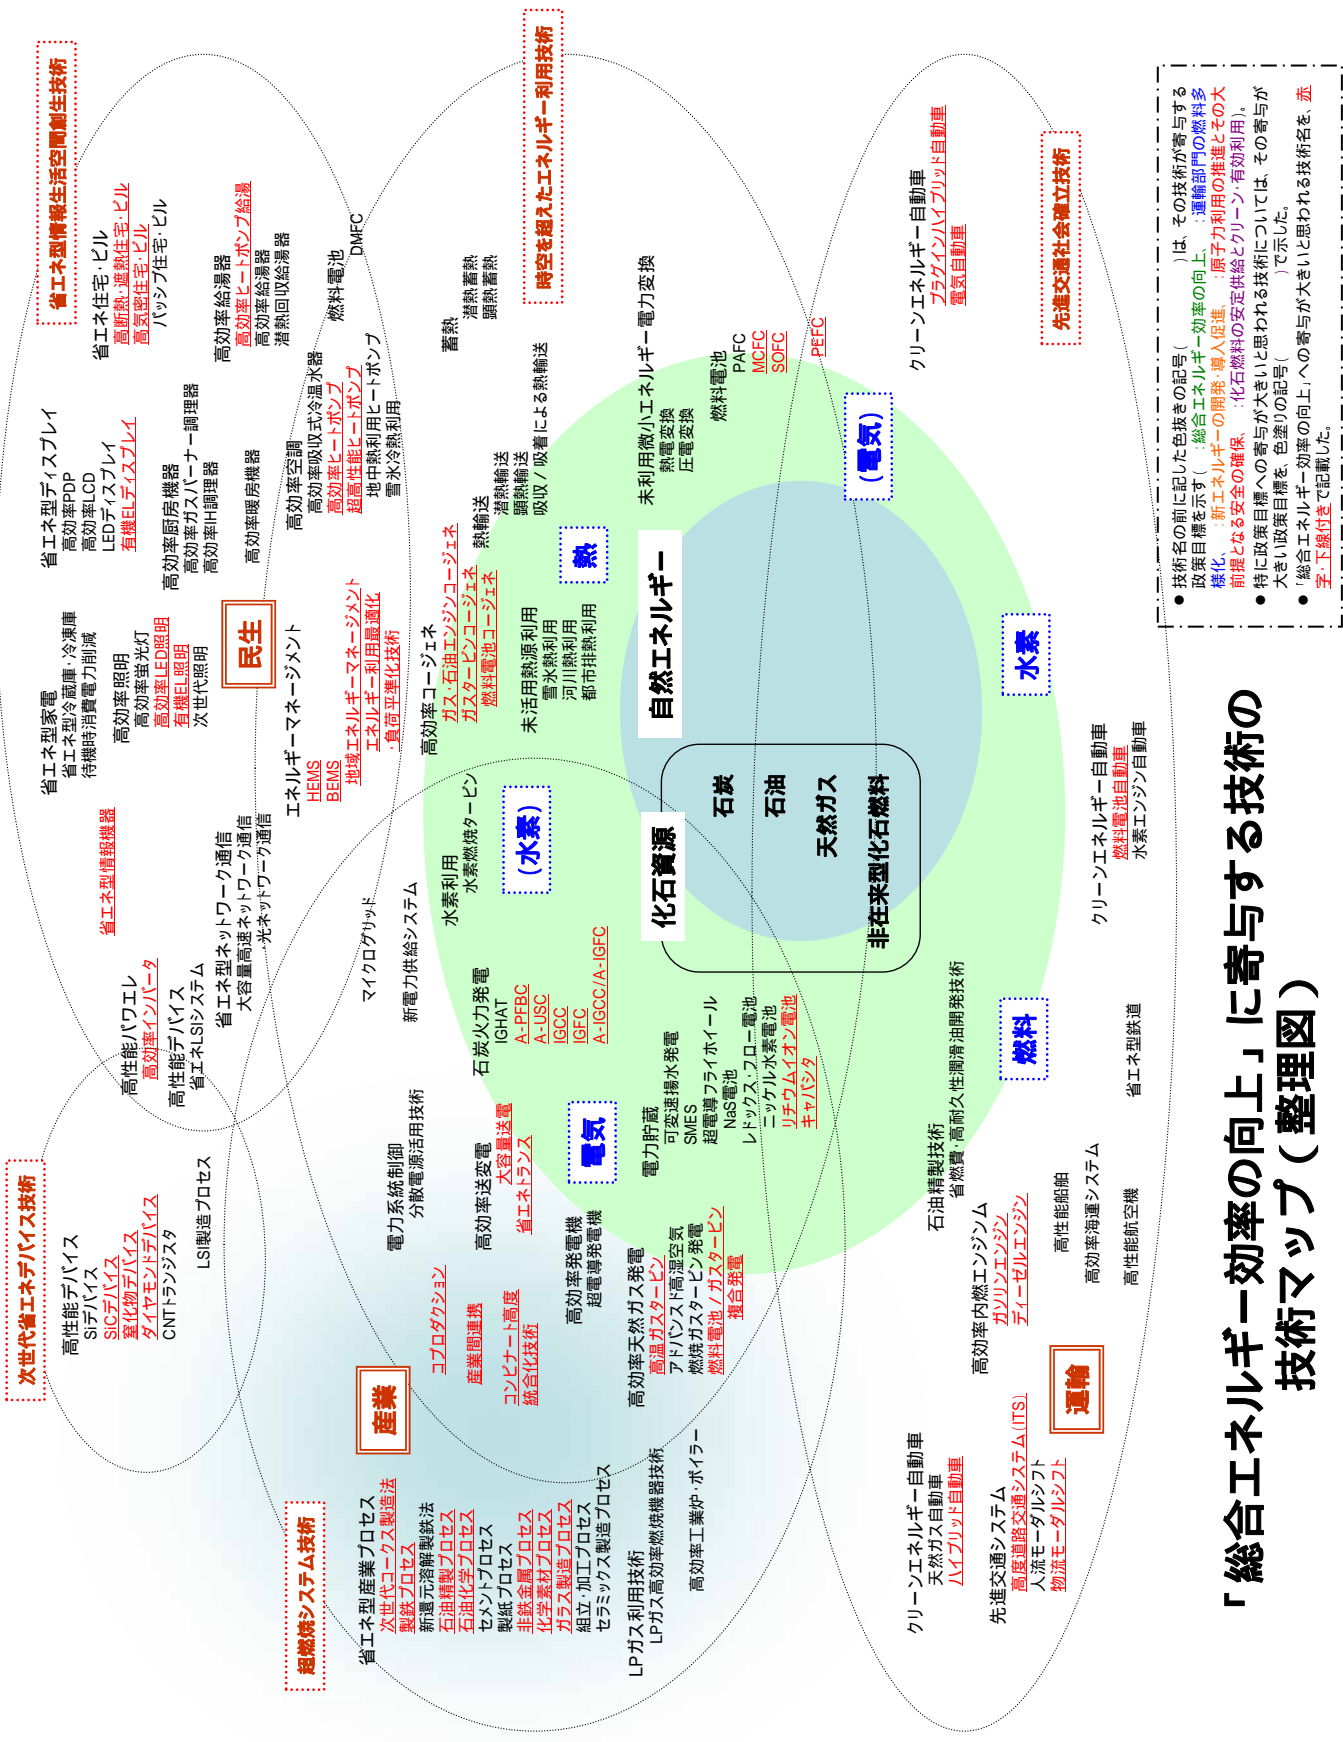 「総合エネルギー効率の向上」に寄与する技術の
技術マップ(整理図)
次世代省エネデバイス技術
高性能デバイス
Siデバイス
SiCデバイス
窒化物デバイス
ダイヤモンドデバイス
CNTトランジスタ
LSI製造プロセス
高性能パワエレ
高効率インバータ
高性能デバイス
省エネLSIシステム
省エネ型情報生活空間創生技術
省エネ型情報機器
省エネ型ネットワーク通信
大容量高速ネットワーク通信
光ネットワーク通信
省エネ型家電
省エネ型冷蔵庫・冷凍庫
待機時消費電力削減
高効率照明
高効率蛍光灯
高効率LED照明
有機EL照明
次世代照明
民生
省エネ型ディスプレイ
高効率PDP
高効率LCD
LEDディスプレイ
有機ELディスプレイ
高効率厨房機器
高効率ガスバーナー調理器
高効率IH調理器
高効率暖房機器
省エネ住宅・ビル
高断熱・遮熱住宅・ビル
高気密住宅・ビル
パッシブ住宅・ビル
高効率給湯器
高効率ヒートポンプ給湯
高効率給湯器
潜熱回収給湯器
燃料電池
DMFC
高効率空調
高効率吸収式冷温水器
高効率ヒートポンプ
超高性能ヒートポンプ
地中熱利用ヒートポンプ
雪氷冷熱利用
エネルギーマネージメント
HEMS
BEMS
地域エネルギーマネージメント
エネルギー利用最適化
・負荷平準化技術
マイクログリッド
新電力供給システム
時空を超えたエネルギー利用技術
蓄熱
潜熱蓄熱
顕熱蓄熱
熱輸送
潜熱輸送
顕熱輸送
吸収/吸着による熱輸送
高効率コージェネ
ガス・石油エンジンコージェネ
ガスタービンコージェネ
燃料電池コージェネ
未活用熱源利用
雪氷熱利用
河川熱利用
都市排熱利用
熱
未利用微小エネルギー電力変換
熱電変換
圧電変換
燃料電池
PAFC
MCFC
SOFC
PEFC
水素利用
水素燃焼タービン
(水素)
石炭火力発電
IGHAT
A-PFBC
A-USC
IGCC
IGFC
A-IGCC/A-IGFC
電力系統制御
分散電源活用技術
高効率送変電
大容量送電
省エネトランス
電気
高効率発電機
超電導発電機
高効率天然ガス発電
高温ガスタービン
アドバンスド高湿空気
燃焼ガスタービン発電
燃料電池/ガスタービン
複合発電
電力貯蔵
可変速揚水発電
SMES
超電導フライホイール
NaS電池
レドックス・フロー電池
ニッケル水素電池
リチウムイオン電池
キャパシタ
超燃焼システム技術
産業
コプロダクション
産業間連携
コンビナート高度
統合化技術
省エネ型産業プロセス
次世代コークス製造法
製鉄プロセス
新還元溶解製鉄法
石油精製プロセス
石油化学プロセス
セメントプロセス
製紙プロセス
非鉄金属プロセス
化学素材プロセス
ガラス製造プロセス
組立・加工プロセス
セラミックス製造プロセス
LPガス利用技術
LPガス高効率燃焼機器技術
高効率工業炉・ボイラー
化石資源
石炭
石油
天然ガス
非在来型化石燃料
自然エネルギー
(電気)
水素
燃料
石油精製技術
省燃費・高耐久性潤滑油開発技術
先進交通社会確立技術
クリーンエネルギー自動車
プラグインハイブリッド自動車
電気自動車
クリーンエネルギー自動車
燃料電池自動車
水素エンジン自動車
省エネ型鉄道
高効率内燃エンジンム
ガソリンエンジン
ディーゼルエンジン
高性能船舶
高効率海運システム
高性能航空機
運輸
クリーンエネルギー自動車
天然ガス自動車
ハイブリッド自動車
先進交通システム
高度道路交通システム(ITS)
人流モーダルシフト
物流モーダルシフト
● 技術名の前に記した色抜きの記号( )は、その技術が寄与する
政策目標を示す( :総合エネルギー効率の向上、 :運輸部門の燃料多
様化、 :新エネルギーの開発・導入促進、 :原子力利用の推進とその大
前提となる安全の確保、 :化石燃料の安定供給とクリーン・有効利用)。
● 特に政策目標への寄与が大きいと思われる技術については、その寄与が
大きい政策目標を、色塗りの記号( )で示した。
● 「総合エネルギー効率の向上」への寄与が大きいと思われる技術名を、赤
字・下線付きで記載した。